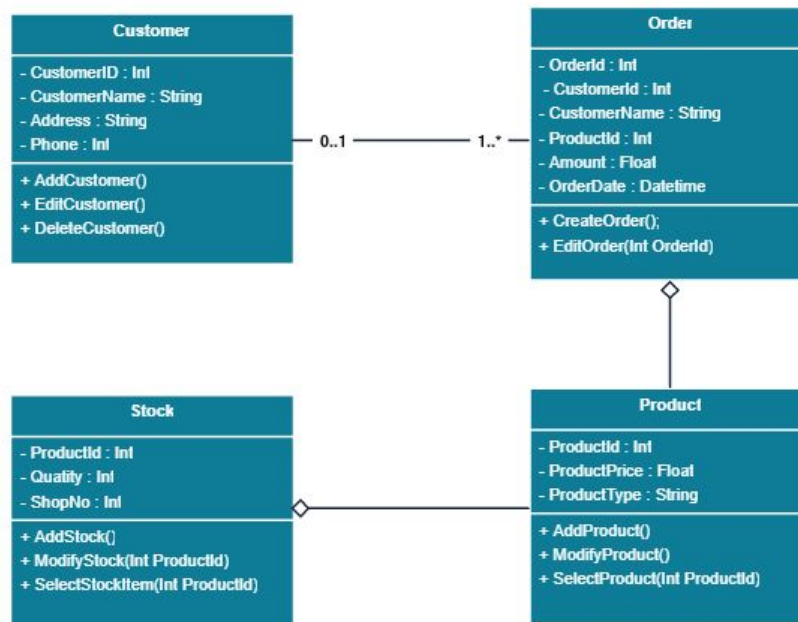 Customer
- CustomerID : Int
- CustomerName : String
- Address : String
- Phone : Int
+ AddCustomer()
+ EditCustomer()
+ DeleteCustomer()
0..1
1..*
Order
- OrderId : Int
- CustomerId : Int
- CustomerName : String
- ProductId : Int
- Amount : Float
- OrderDate : Datetime
+ CreateOrder();
+ EditOrder(Int OrderId)
Stock
- ProductId : Int
- Quatity : Int
- ShopNo : Int
+ AddStock()
+ ModifyStock(Int ProductId)
+ SelectStockItem(Int ProductId)
Product
- ProductId : Int
- ProductPrice : Float
- ProductType : String
+ AddProduct()
+ ModifyProduct()
+ SelectProduct(Int ProductId)